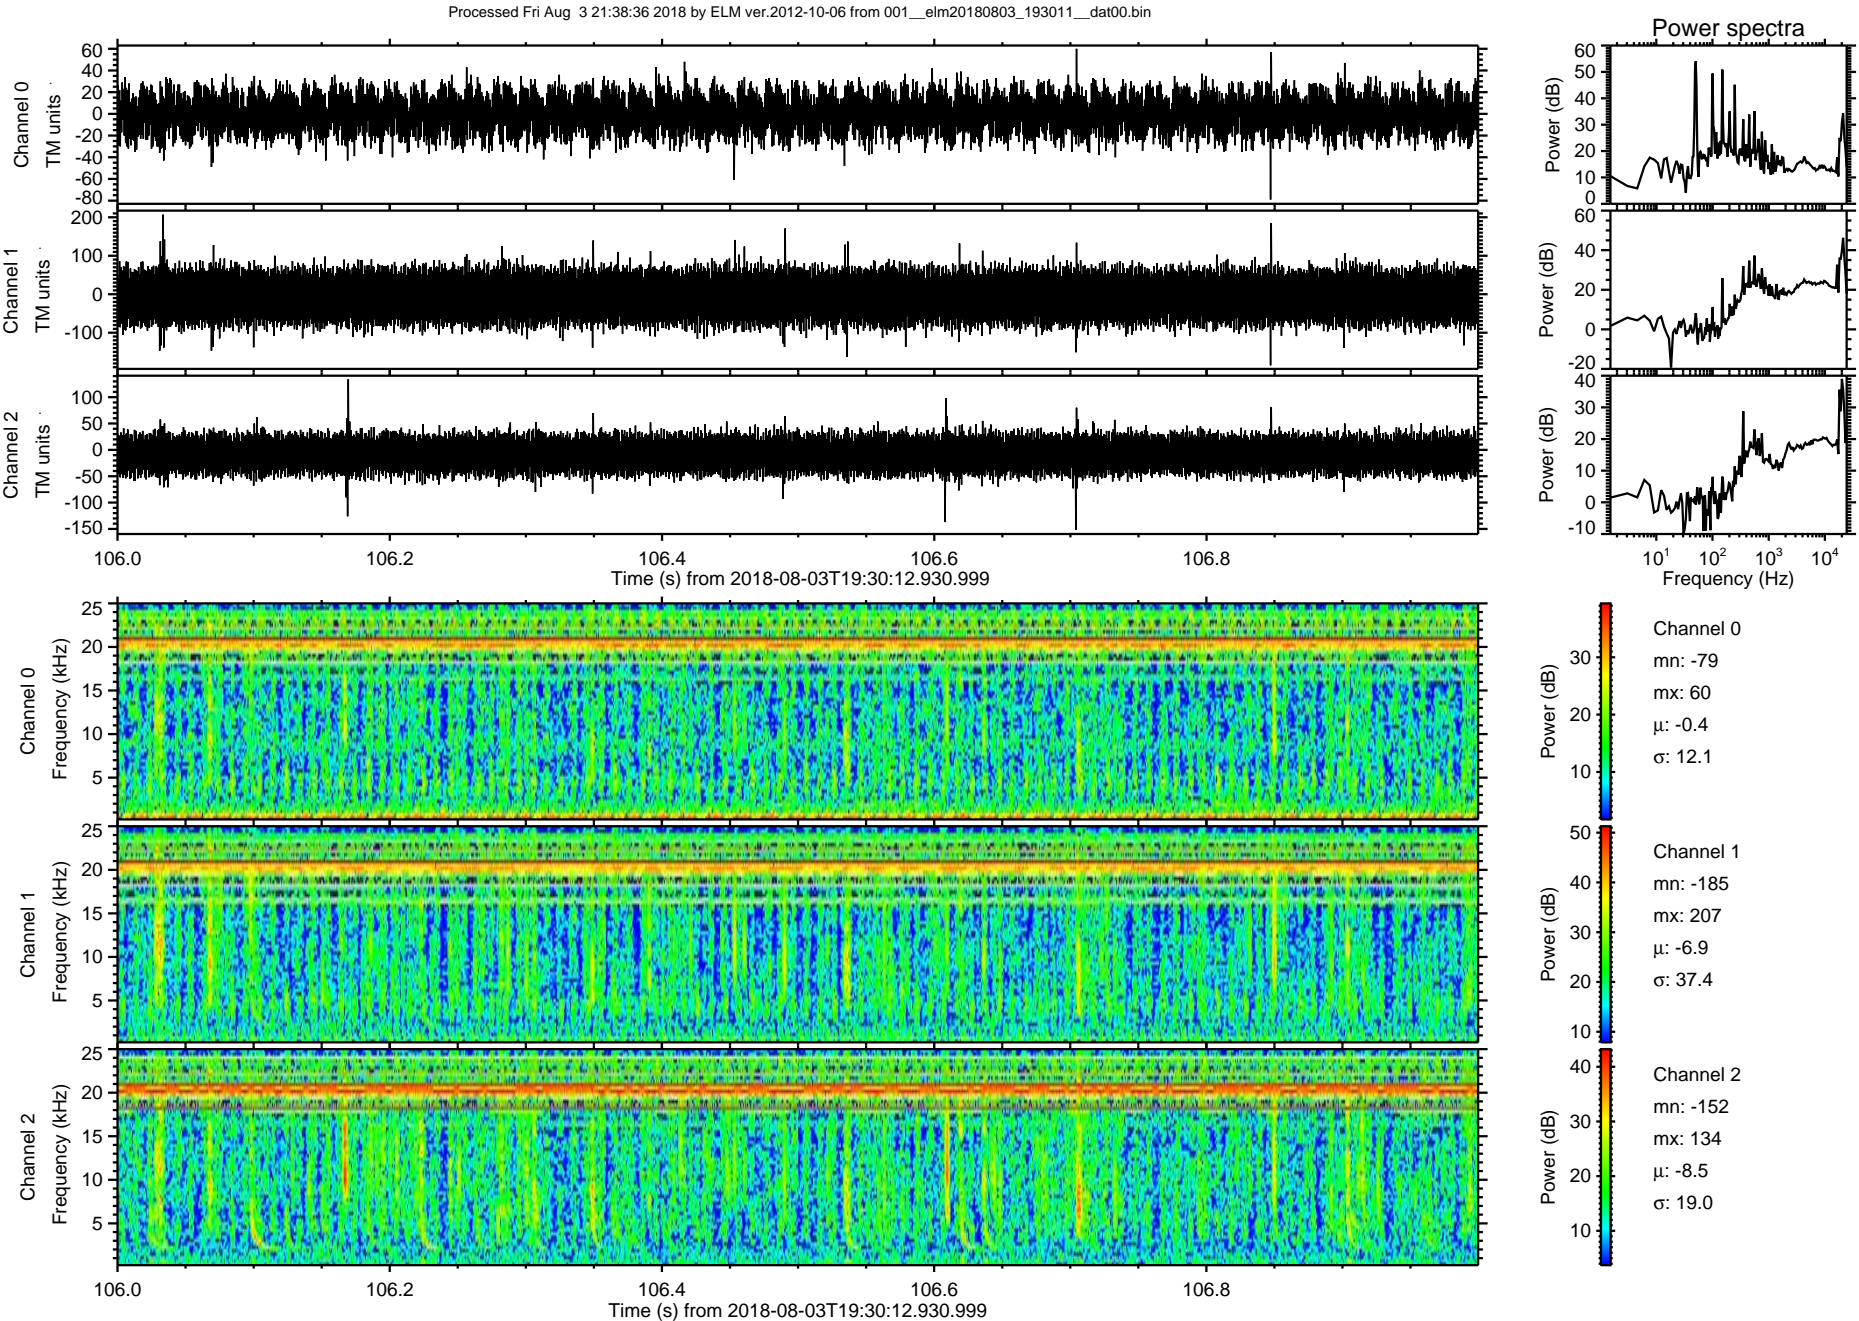 Processed Fri Aug 3 21:38:36 2018 by ELM ver.2012-10-06 from 001__elm20180803_193011__dat00.bin
Power spectra
Channel 0
TM units
60
40
20
0
-20
-40
-60
-80
Power (dB)
60
50
40
30
20
10
0
Channel 1
TM units
200
100
0
-100
Power (dB)
60
40
20
0
-20
Channel 2
TM units
100
50
0
-50
-100
-150
Power (dB)
40
30
20
10
0
-10
106.0 106.2 106.4 106.6 106.8
Time (s) from 2018-08-03T19:30:12.930.999
10^1 10^2 10^3 10^4
Frequency (Hz)
Channel 0
Frequency (kHz)
25
20
15
10
5
Power (dB)
30
20
10
Channel 0
mn: -79
mx: 60
μ: -0.4
σ: 12.1
Channel 1
Frequency (kHz)
25
20
15
10
5
Power (dB)
50
40
30
20
10
Channel 1
mn: -185
mx: 207
μ: -6.9
σ: 37.4
Channel 2
Frequency (kHz)
25
20
15
10
5
Power (dB)
40
30
20
10
Channel 2
mn: -152
mx: 134
μ: -8.5
σ: 19.0
106.0 106.2 106.4 106.6 106.8
Time (s) from 2018-08-03T19:30:12.930.999